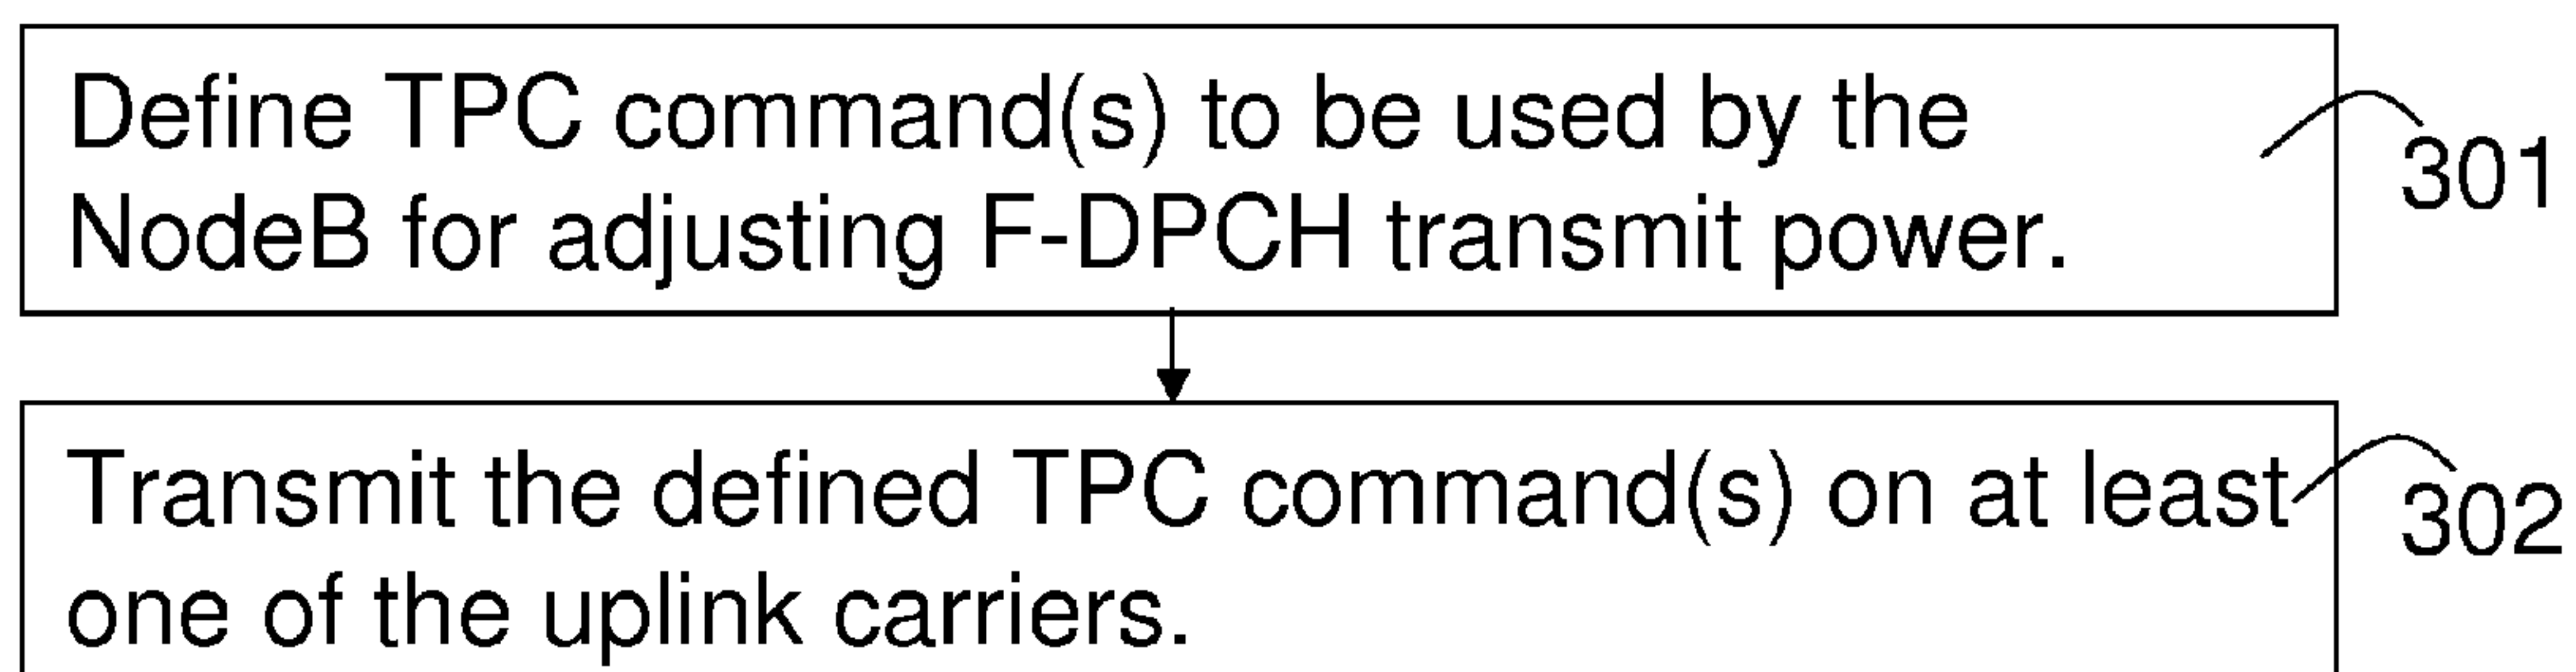 Define TPC command(s) to be used by the
NodeB for adjusting F-DPCH transmit power.
301
Transmit the defined TPC command(s) on at least
one of the uplink carriers.
302